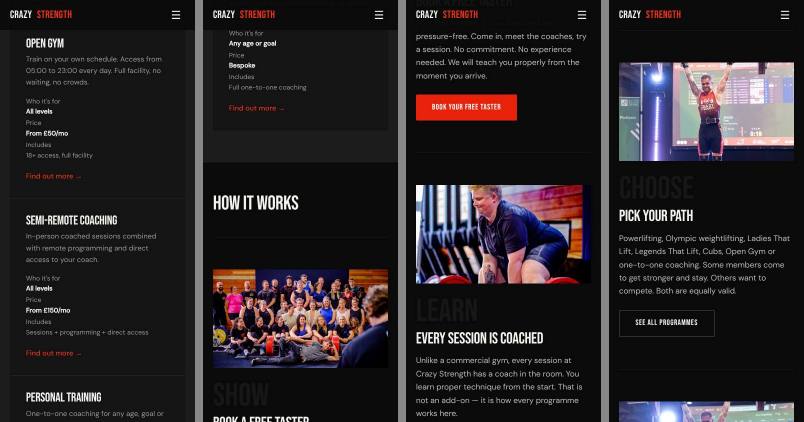 CRAZY STRENGTH
OPEN GYM
Train on your own schedule. Access from
05:00 to 23:00 every day. Full facility, no
waiting, no crowds.
Who it's for
All levels
Price
From £50/mo
Includes
18+ access, full facility
Find out more →
SEMI-REMOTE COACHING
In-person coached sessions combined
with remote programming and direct
access to your coach.
Who it's for
All levels
Price
From £150/mo
Includes
Sessions + programming + direct access
Find out more →
PERSONAL TRAINING
One-to-one coaching for any age, goal or
CRAZY STRENGTH
Who it's for
Any age or goal
Price
Bespoke
Includes
Full one-to-one coaching
Find out more →
HOW IT WORKS
SHOW
BOOK A FREE TASTER
CRAZY STRENGTH
pressure-free. Come in, meet the coaches, try
a session. No commitment. No experience
needed. We will teach you properly from the
moment you arrive.
BOOK YOUR FREE TASTER
LEARN
EVERY SESSION IS COACHED
Unlike a commercial gym, every session at
Crazy Strength has a coach in the room. You
learn proper technique from the start. That is
not an add-on — it is how every programme
works here.
CRAZY STRENGTH
CHOOSE
PICK YOUR PATH
Powerlifting, Olympic weightlifting, Ladies That
Lift, Legends That Lift, Cubs, Open Gym or
one-to-one coaching. Some members come
to get stronger and stay. Others want to
compete. Both are equally valid.
SEE ALL PROGRAMMES